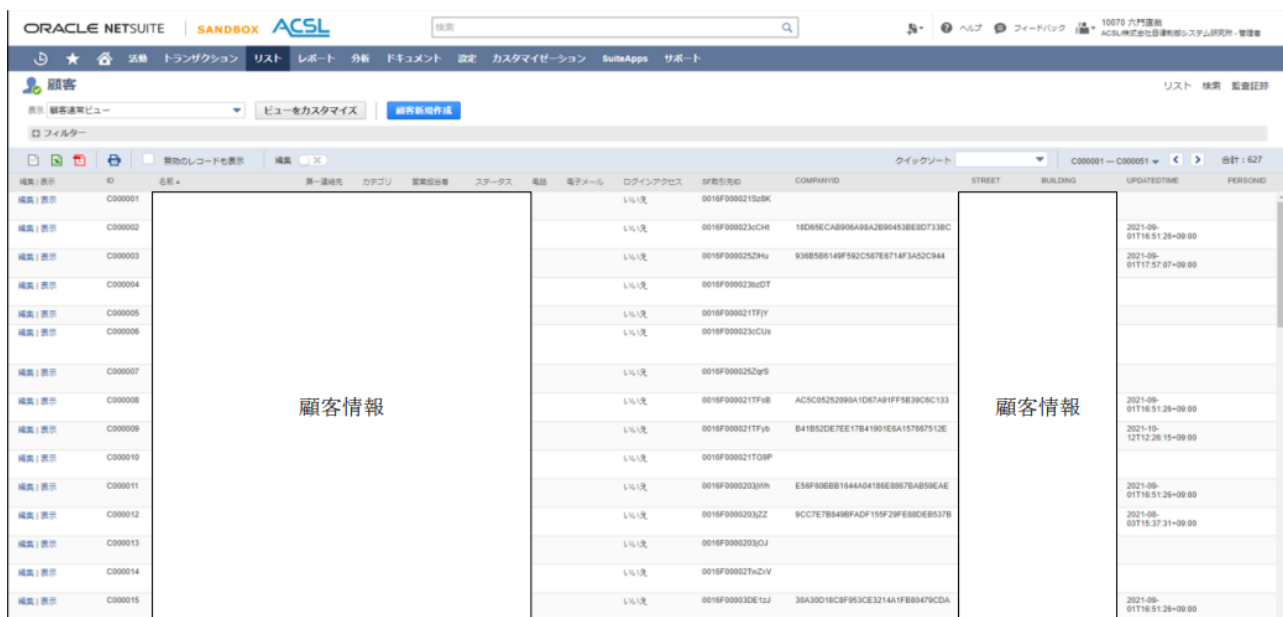 ORACLE NETSUITE SANDBOX ACSL 検索 ヘルプ フィードバック 10070 六門直哉
ACSL/株式会社自律制御システム研究所 - 管理者
活動 トランザクション リスト レポート 分析 ドキュメント 設定 カスタマイゼーション SuiteApps サポート
顧客 リスト 検索 監査証跡
表示 顧客通常ビュー ビューをカスタマイズ 顧客新規作成
フィルター
無効のレコードも表示 編集 クイックソート C000001 — C000051 合計：627
編集 | 表示 ID 名前 第一連絡先 カテゴリ 営業担当者 ステータス 電話 電子メール ログインアクセス SF取引先ID COMPANYID STREET BUILDING UPDATEDTIME PERSONID
編集 | 表示 C000001 いいえ 0016F000021Sz8K
編集 | 表示 C000002 いいえ 0016F000023cCHt 18D65ECAB906A98A2B90453BE8D733BC 2021-09-
01T16:51:26+09:00
編集 | 表示 C000003 いいえ 0016F000025ZlHu 936B5B6149F592C587E6714F3A52C944 2021-09-
01T17:57:07+09:00
編集 | 表示 C000004 いいえ 0016F000023bzDT
編集 | 表示 C000005 いいえ 0016F000021TFjY
編集 | 表示 C000006 いいえ 0016F000023cCUs
編集 | 表示 C000007 いいえ 0016F000025ZqrS
編集 | 表示 C000008 いいえ 0016F000021TFsB AC5C05252090A1D67A91FF5B39C6C133 2021-09-
01T16:51:26+09:00
顧客情報 顧客情報
編集 | 表示 C000009 いいえ 0016F000021TFyb B41B52DE7EE17B41901E6A157667512E 2021-10-
12T12:26:15+09:00
編集 | 表示 C000010 いいえ 0016F000021TG9P
編集 | 表示 C000011 いいえ 0016F0000203jWh E56F60BBB1644A04186E8867BAB59EAE 2021-09-
01T16:51:26+09:00
編集 | 表示 C000012 いいえ 0016F0000203jZZ 9CC7E7B849BFADF155F29FE88DEB537B 2021-08-
03T15:37:31+09:00
編集 | 表示 C000013 いいえ 0016F0000203jOJ
編集 | 表示 C000014 いいえ 0016F00002TwZxV
編集 | 表示 C000015 いいえ 0016F00003DE1zJ 30A30D18C8F953CE3214A1FB80479CDA 2021-09-
01T16:51:26+09:00